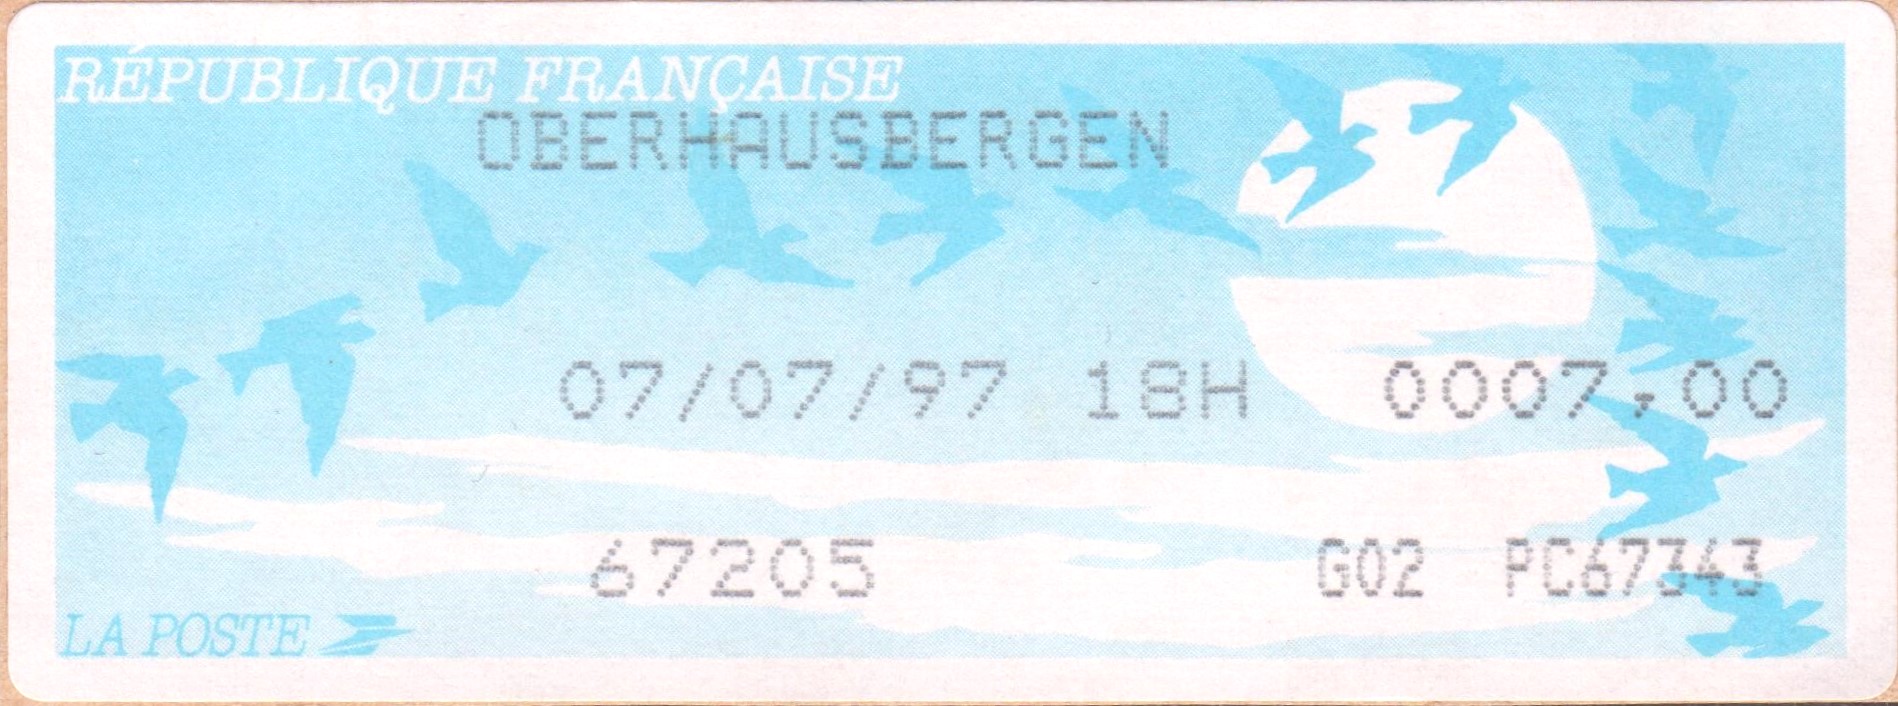 RÉPUBLIQUE FRANÇAISE
OBERHAUSBERGEN
07/07/97 18H 0007,00
67205 G02 PC67343
LA POSTE